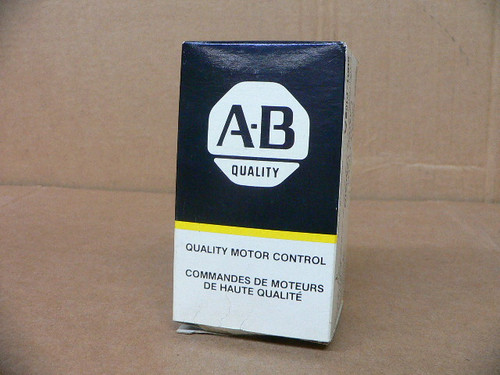 A-B
QUALITY
QUALITY MOTOR CONTROL
COMMANDES DE MOTEURS
DE HAUTE QUALITÉ